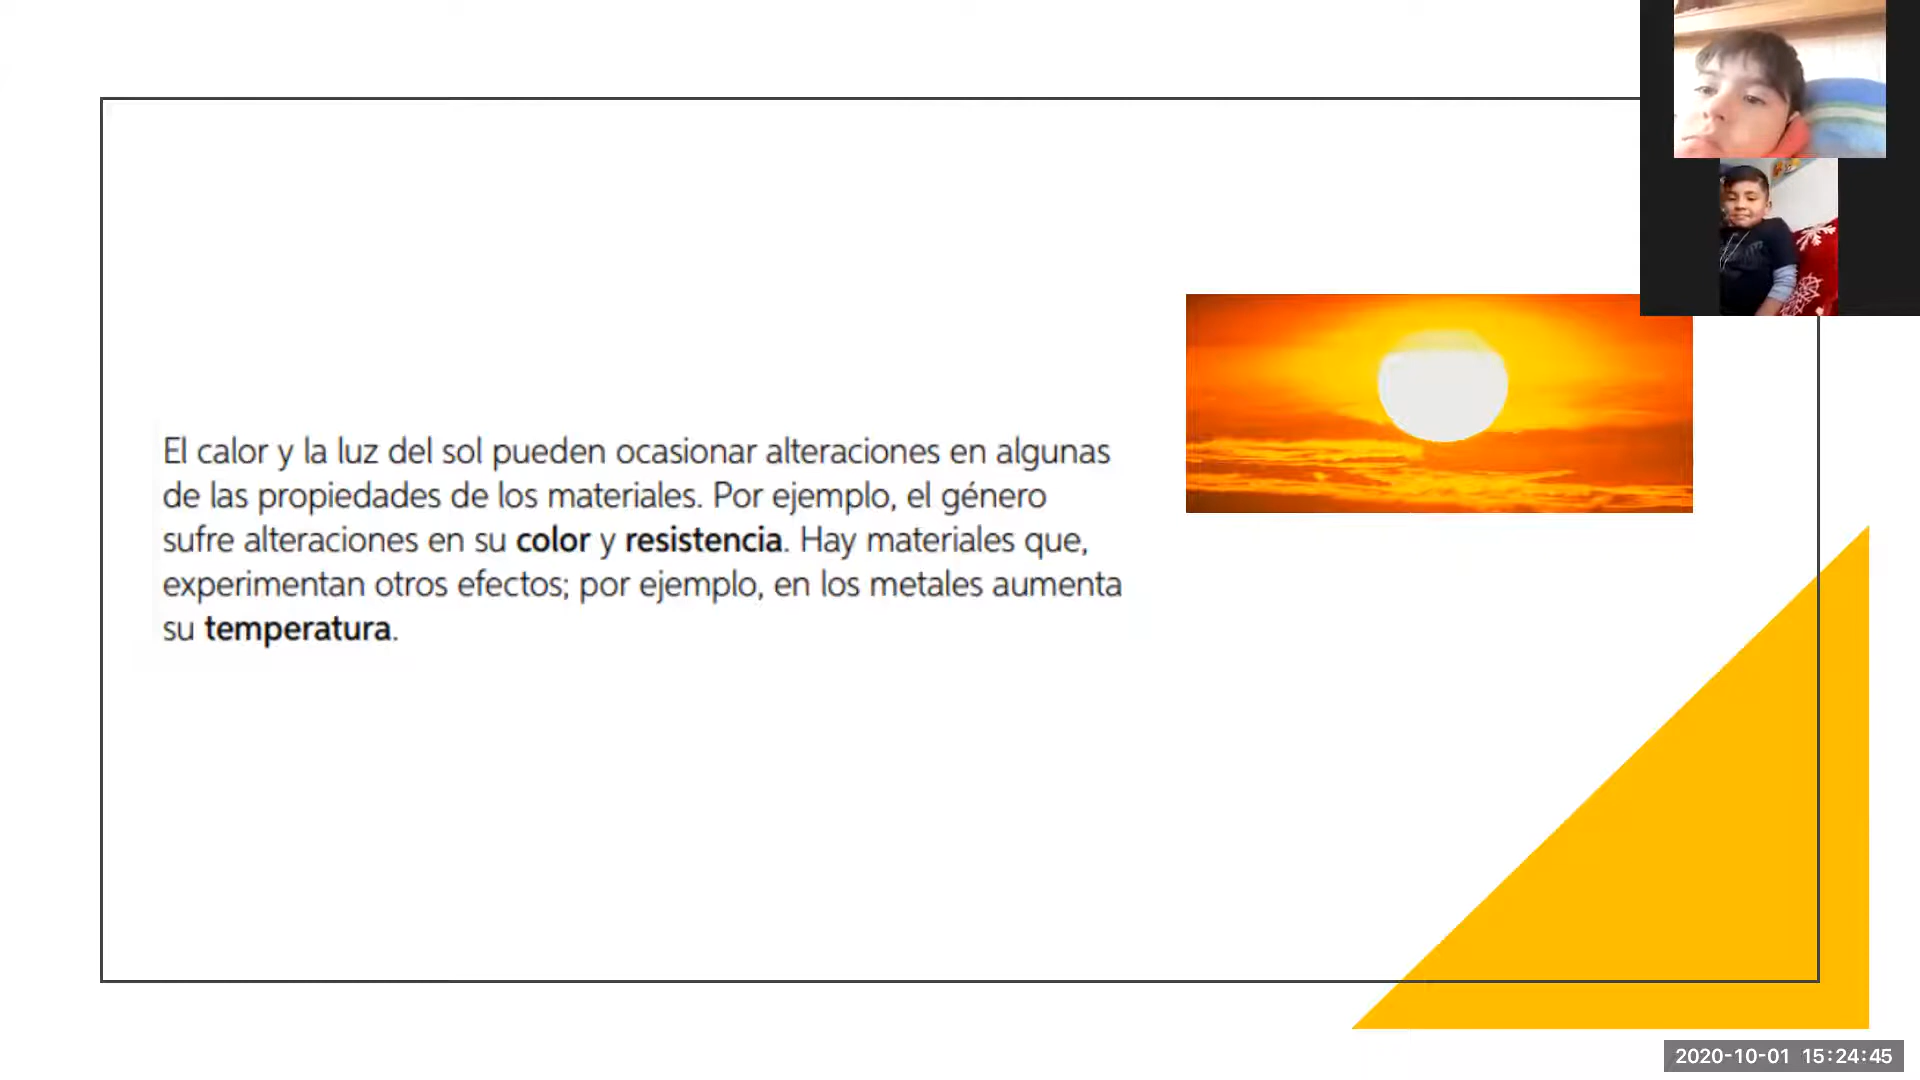 El calor y la luz del sol pueden ocasionar alteraciones en algunas
de las propiedades de los materiales. Por ejemplo, el género
sufre alteraciones en su color y resistencia. Hay materiales que,
experimentan otros efectos; por ejemplo, en los metales aumenta
su temperatura.
2020-10-01 15:24:45